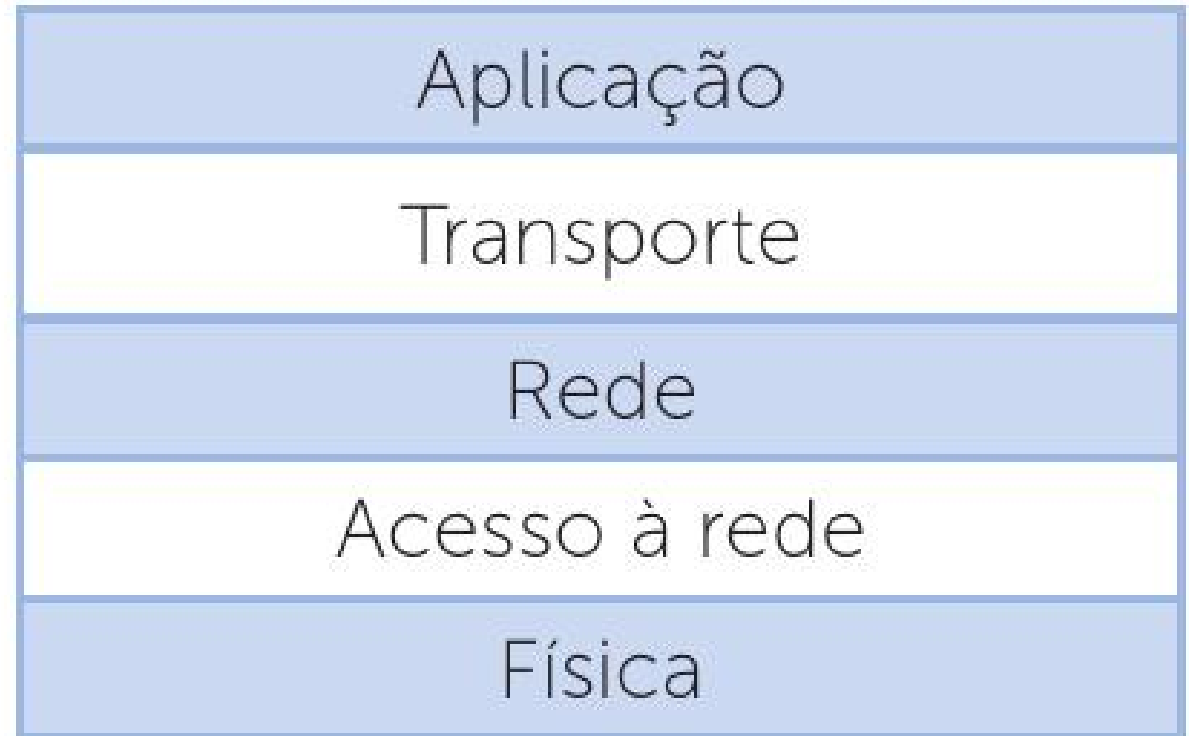 Aplicação
Transporte
Rede
Acesso à rede
Física